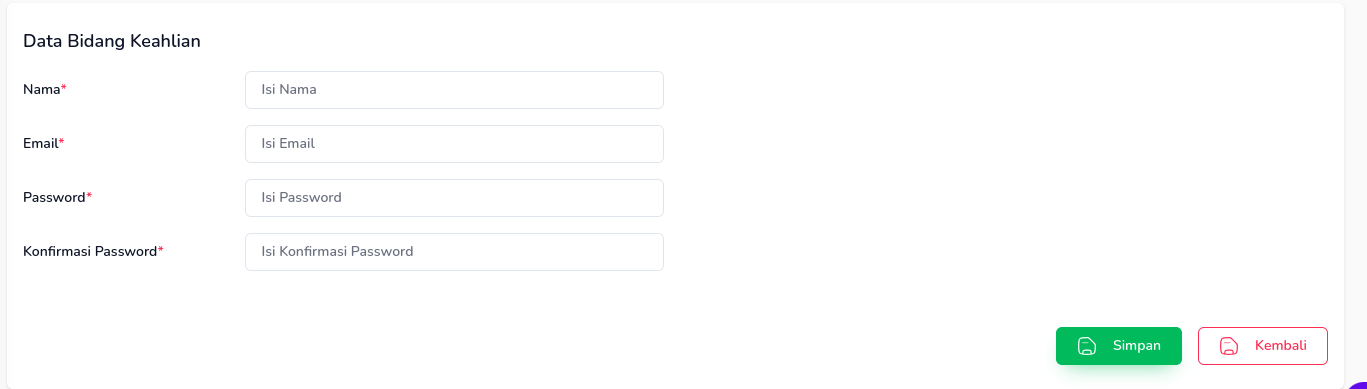 Data Bidang Keahlian
Nama* Isi Nama
Email* Isi Email
Password* Isi Password
Konfirmasi Password* Isi Konfirmasi Password
Simpan Kembali